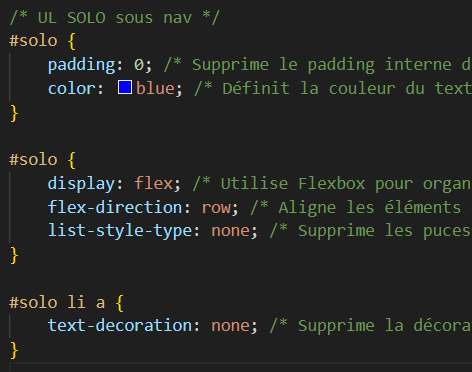 /* UL SOLO sous nav */
#solo {
padding: 0; /* Supprime le padding interne d
color: blue; /* Définit la couleur du text
}
#solo {
display: flex; /* Utilise Flexbox pour organ
flex-direction: row; /* Aligne les éléments
list-style-type: none; /* Supprime les puces
}
#solo li a {
text-decoration: none; /* Supprime la décora
}